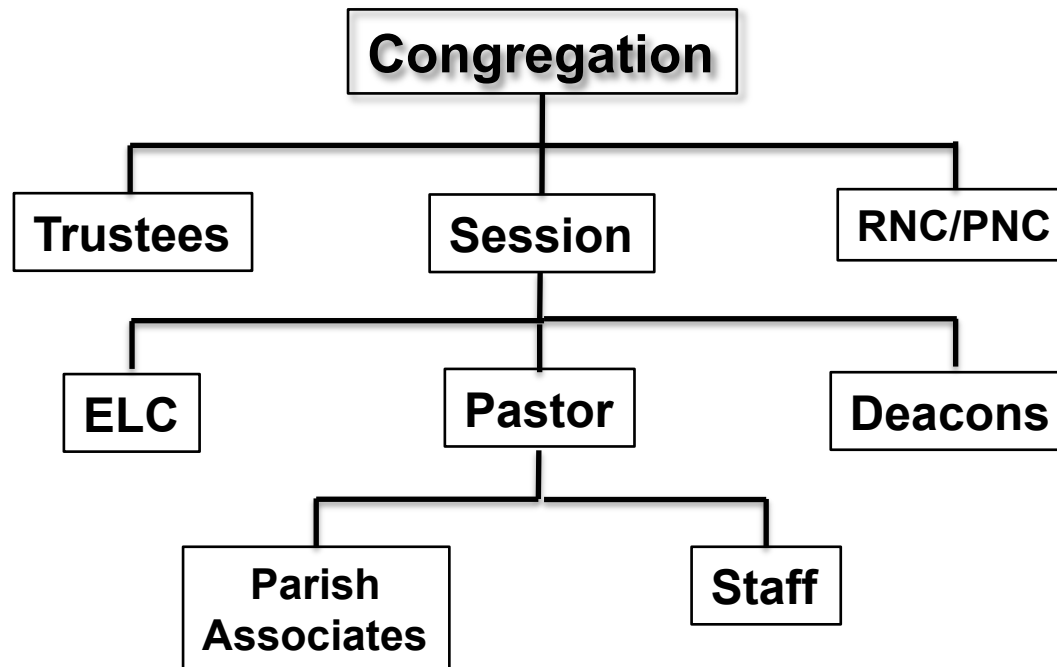 Congregation
Trustees
Session
RNC/PNC
ELC
Pastor
Deacons
Parish
Associates
Staff